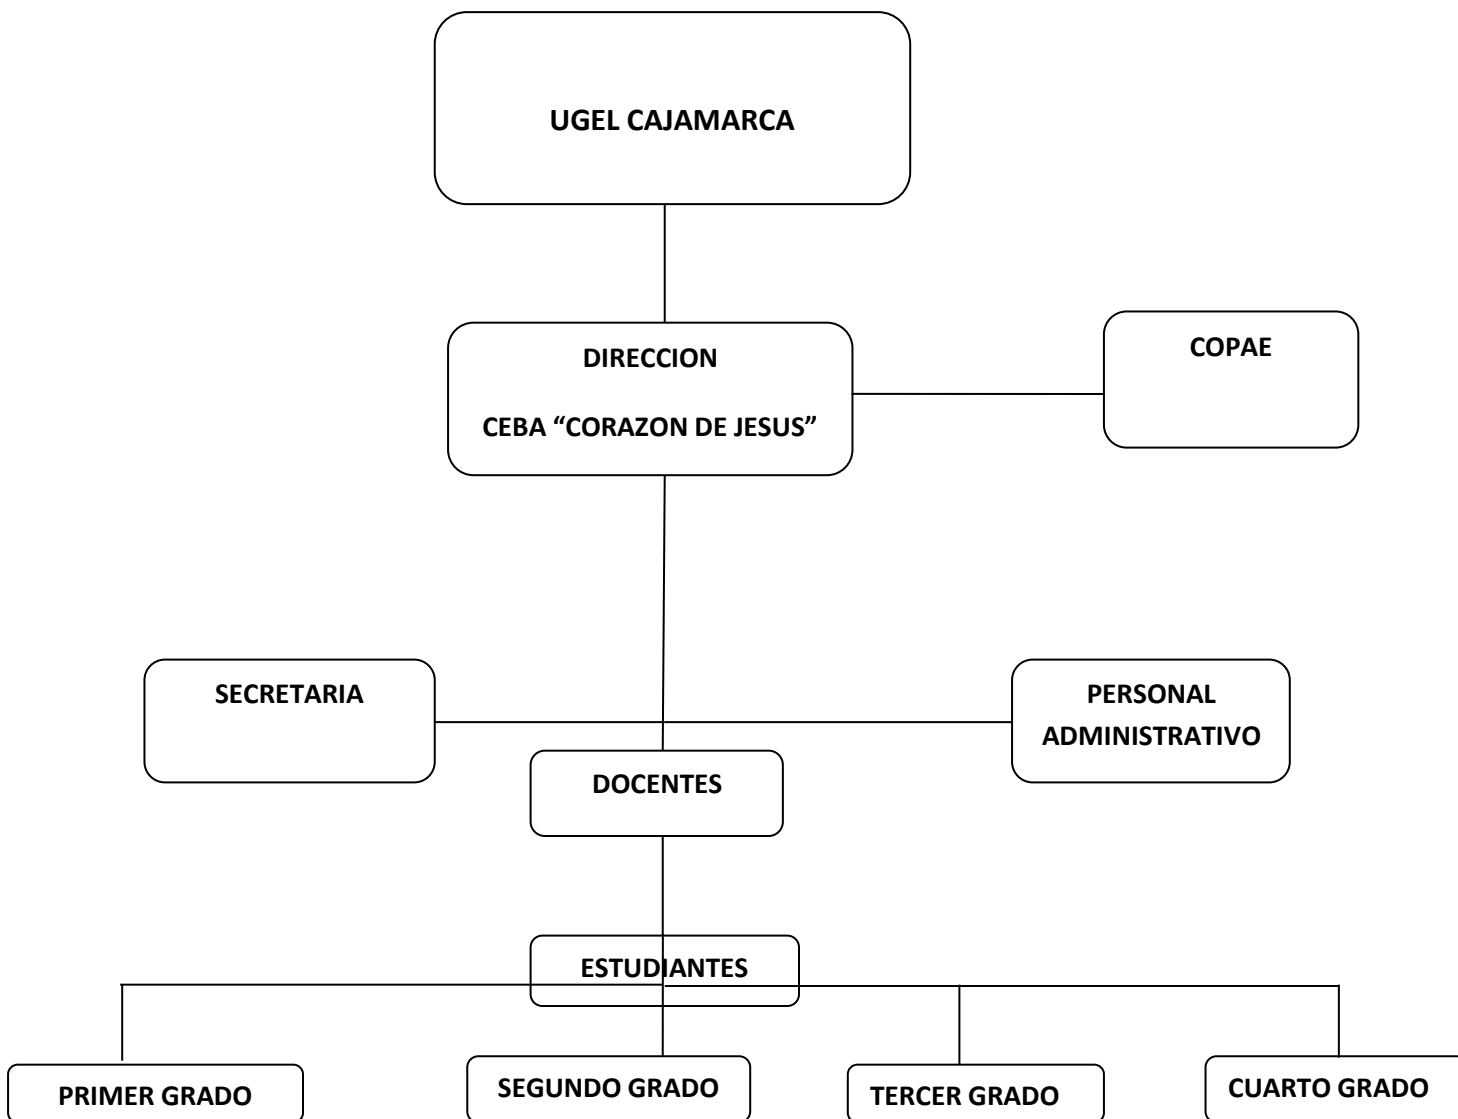 UGEL CAJAMARCA
DIRECCION
CEBA “CORAZON DE JESUS”
COPAE
SECRETARIA
PERSONAL
ADMINISTRATIVO
DOCENTES
ESTUDIANTES
PRIMER GRADO
SEGUNDO GRADO
TERCER GRADO
CUARTO GRADO